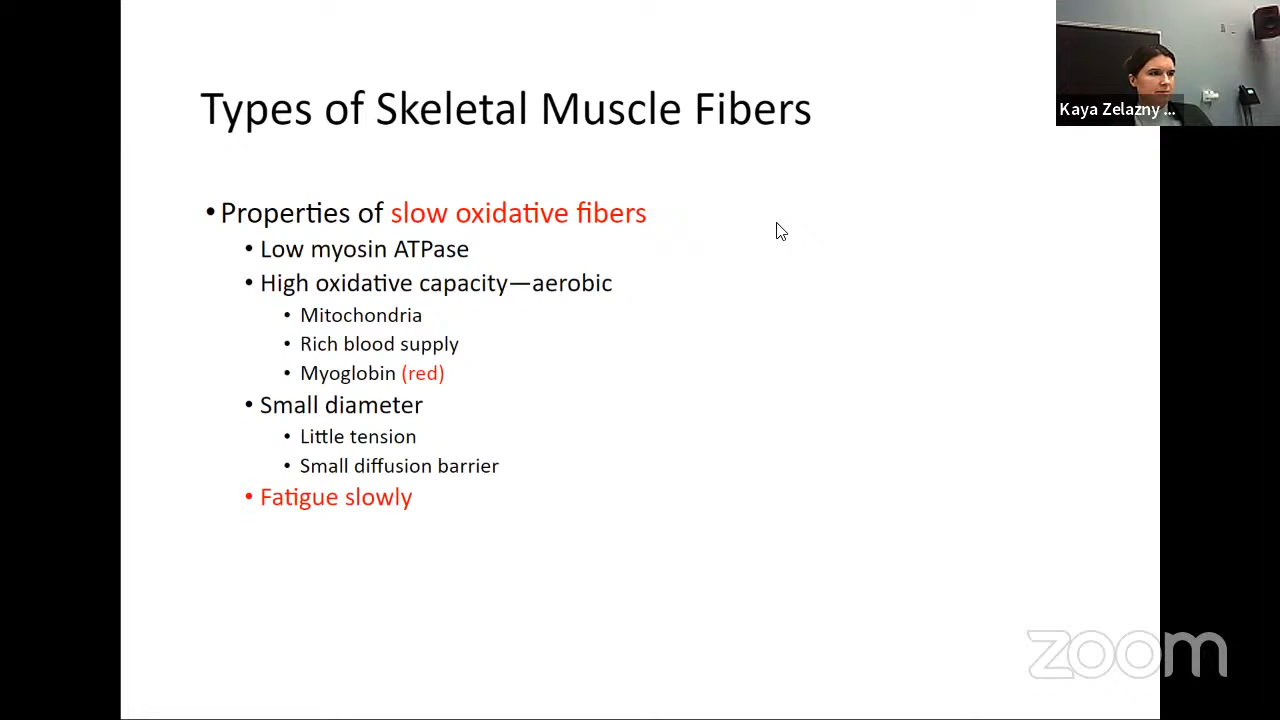 Types of Skeletal Muscle Fibers
Kaya Zelazny ...
•Properties of slow oxidative fibers
• Low myosin ATPase
• High oxidative capacity—aerobic
• Mitochondria
• Rich blood supply
• Myoglobin (red)
• Small diameter
• Little tension
• Small diffusion barrier
• Fatigue slowly
zoom